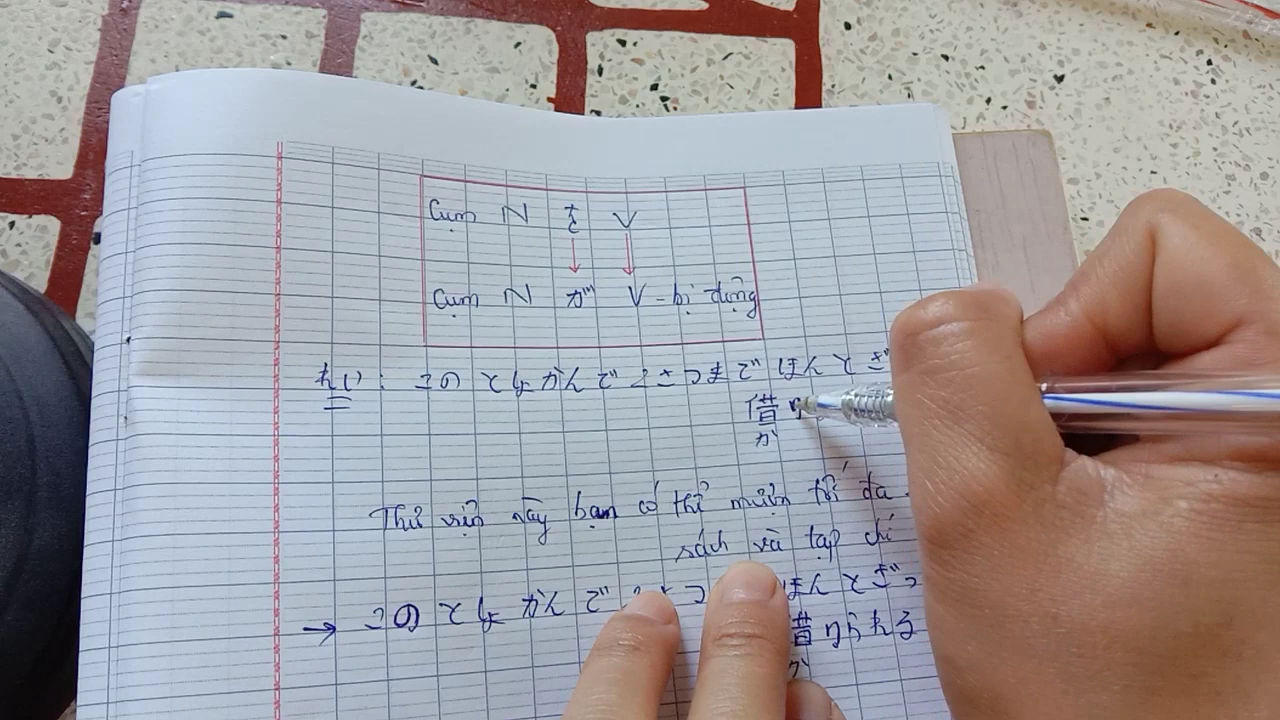 Cụm N を V
Cụm N が V-bị động
れい: このとしょかんで 5さつまで ほんとざ
借り
か
Thư viện này bạn có thể mượn tối đa
sách và tạp chí
→ このとしょかんで つ ほんとざっ
借りられる
か